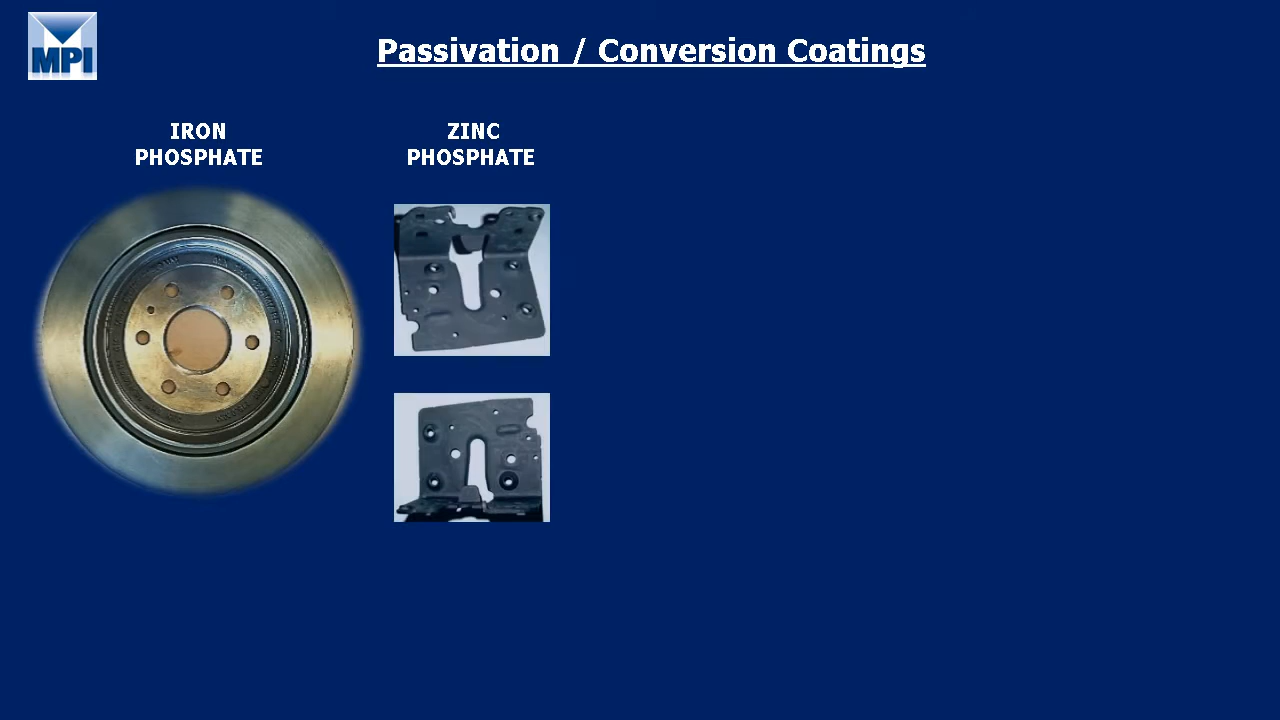 MPI
Passivation / Conversion Coatings
IRON
PHOSPHATE
ZINC
PHOSPHATE